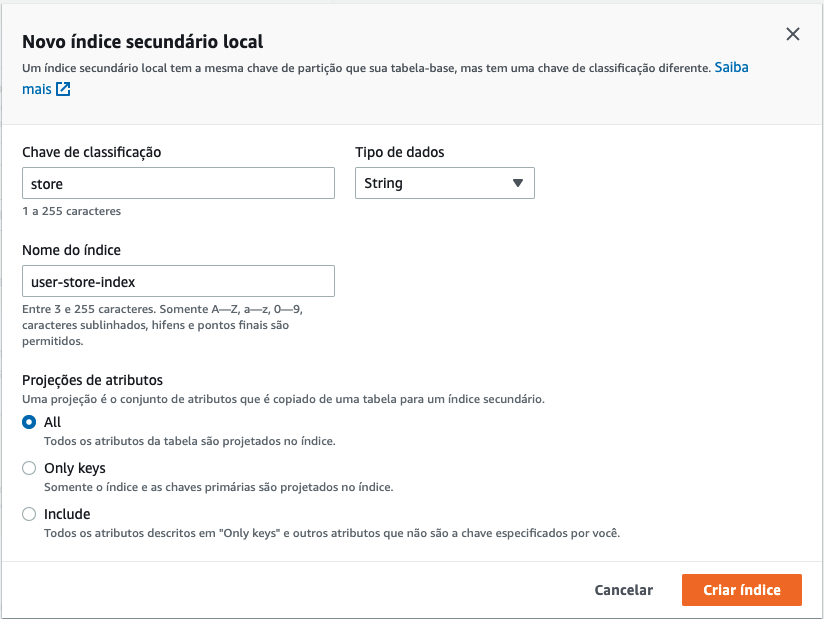 Novo índice secundário local
Um índice secundário local tem a mesma chave de partição que sua tabela-base, mas tem uma chave de classificação diferente. Saiba
mais
Chave de classificação
Tipo de dados
store
String
1 a 255 caracteres
Nome do índice
user-store-index
Entre 3 e 255 caracteres. Somente A—Z, a—z, 0—9,
caracteres sublinhados, hifens e pontos finais são
permitidos.
Projeções de atributos
Uma projeção é o conjunto de atributos que é copiado de uma tabela para um índice secundário.
All
Todos os atributos da tabela são projetados no índice.
Only keys
Somente o índice e as chaves primárias são projetados no índice.
Include
Todos os atributos descritos em "Only keys" e outros atributos que não são a chave especificados por você.
Cancelar
Criar índice